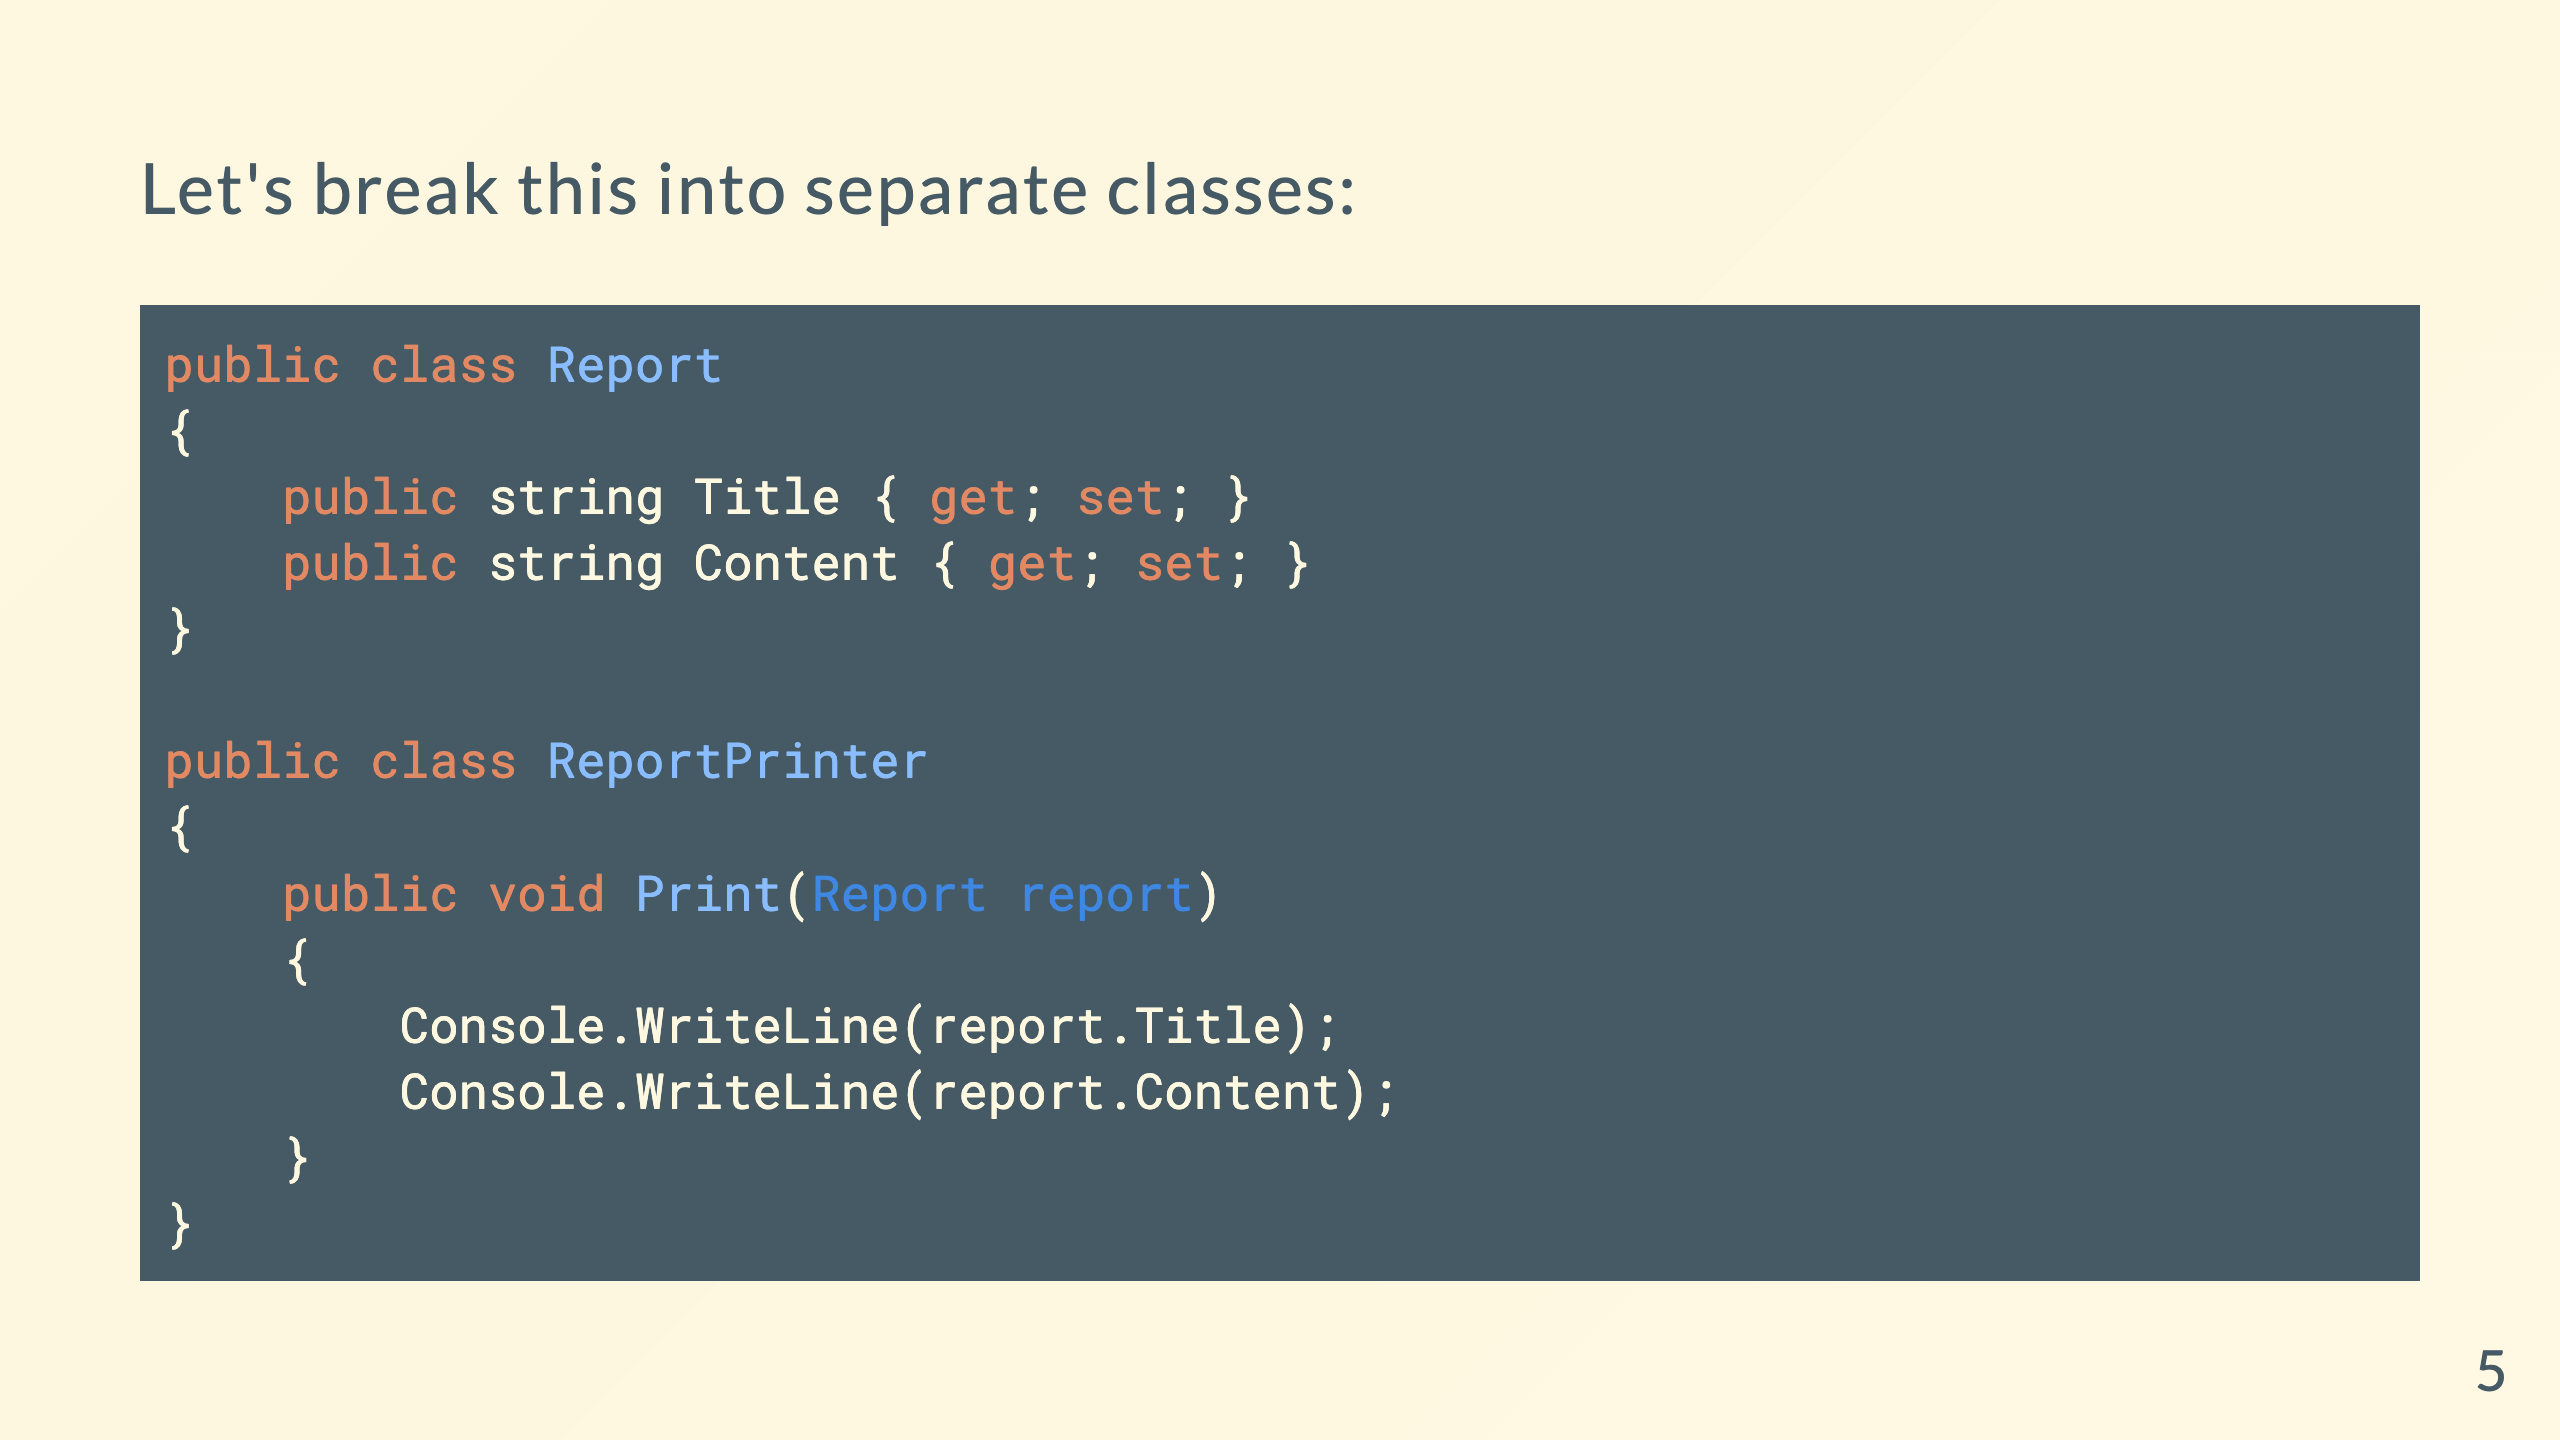 Let's break this into separate classes:
public class Report
{
    public string Title { get; set; }
    public string Content { get; set; }
}

public class ReportPrinter
{
    public void Print(Report report)
    {
        Console.WriteLine(report.Title);
        Console.WriteLine(report.Content);
    }
}
5